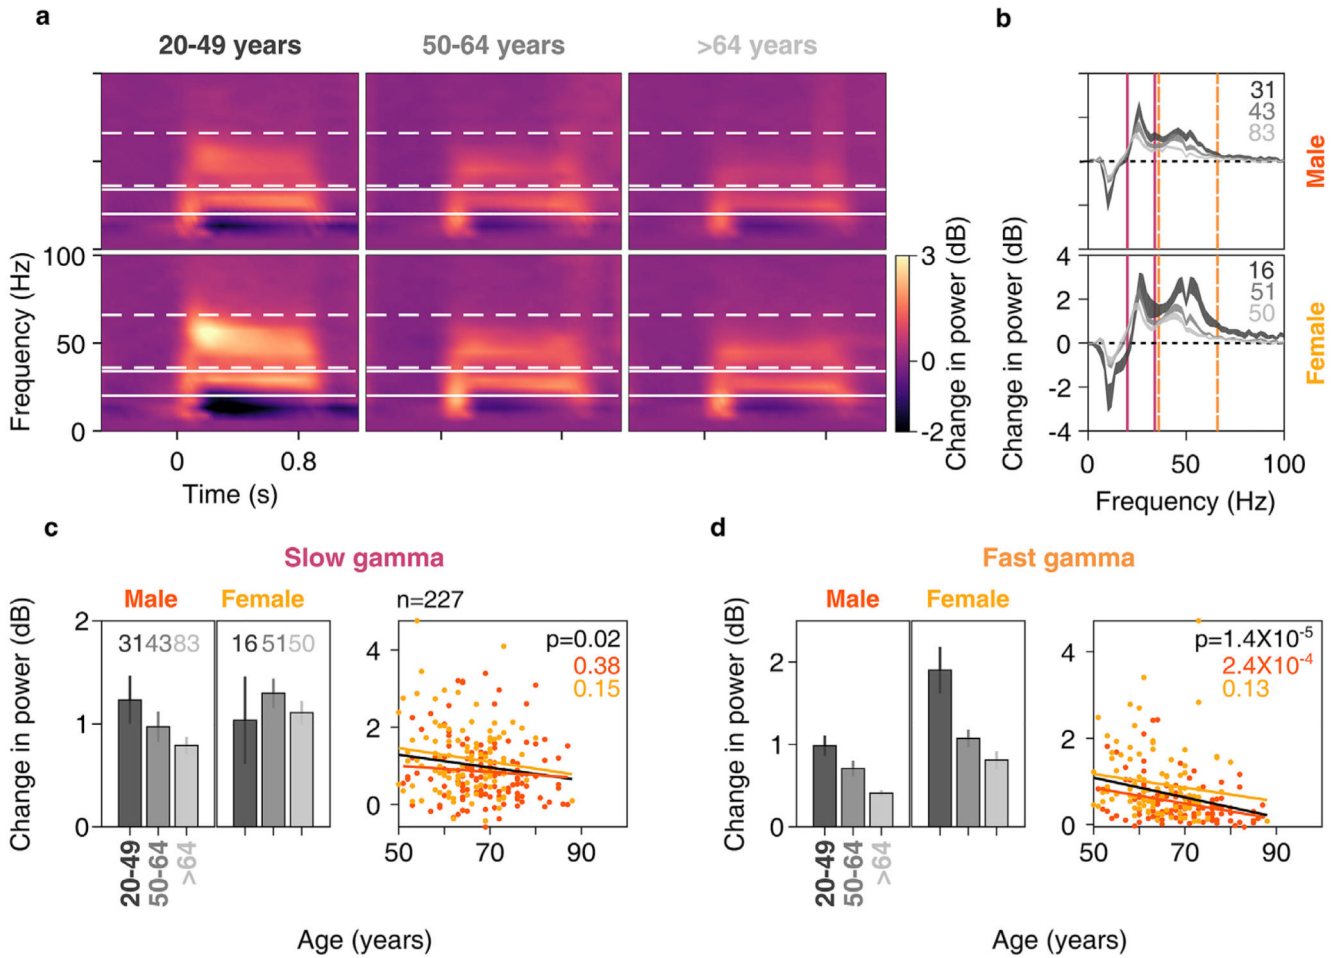 a
20-49 years
50-64 years
>64 years
Frequency (Hz)
100
50
0
0
0.8
Time (s)
3
0
-2
Change in power (dB)
b
31
43
83
Male
16
51
50
Female
Change in power (dB)
4
2
0
-2
-4
0
50
100
Frequency (Hz)
c
Slow gamma
Male
Female
n=227
Change in power (dB)
2
1
0
31 43 83
16 51 50
20-49
50-64
>64
p=0.02
0.38
0.15
4
2
0
50
70
90
Age (years)
d
Fast gamma
Male
Female
Change in power (dB)
2
1
0
20-49
50-64
>64
p=1.4X10⁻⁵
2.4X10⁻⁴
0.13
4
2
0
50
70
90
Age (years)